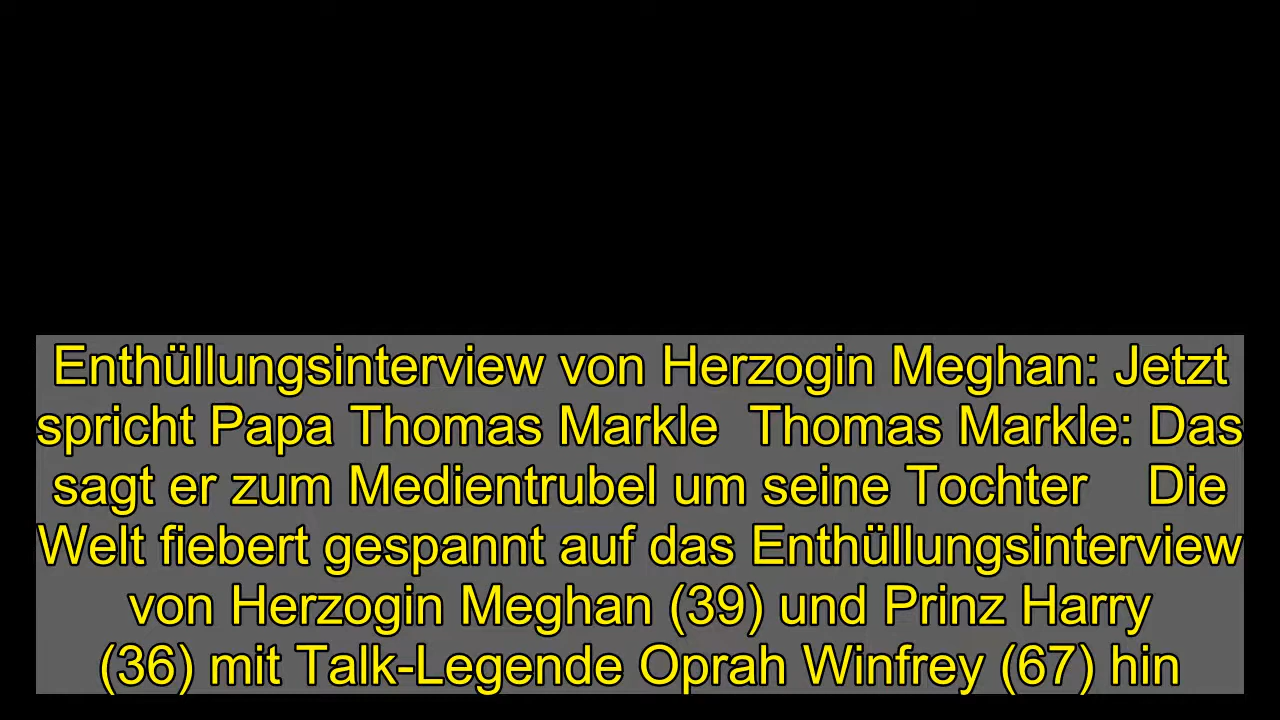 Enthüllungsinterview von Herzogin Meghan: Jetzt
spricht Papa Thomas Markle  Thomas Markle: Das
sagt er zum Medientrubel um seine Tochter    Die
Welt fiebert gespannt auf das Enthüllungsinterview
von Herzogin Meghan (39) und Prinz Harry
(36) mit Talk-Legende Oprah Winfrey (67) hin